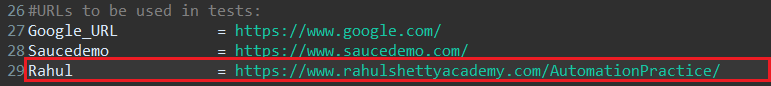 26 #URLs to be used in tests:
27 Google_URL = https://www.google.com/
28 Saucedemo = https://www.saucedemo.com/
29 Rahul = https://www.rahulshettyacademy.com/AutomationPractice/